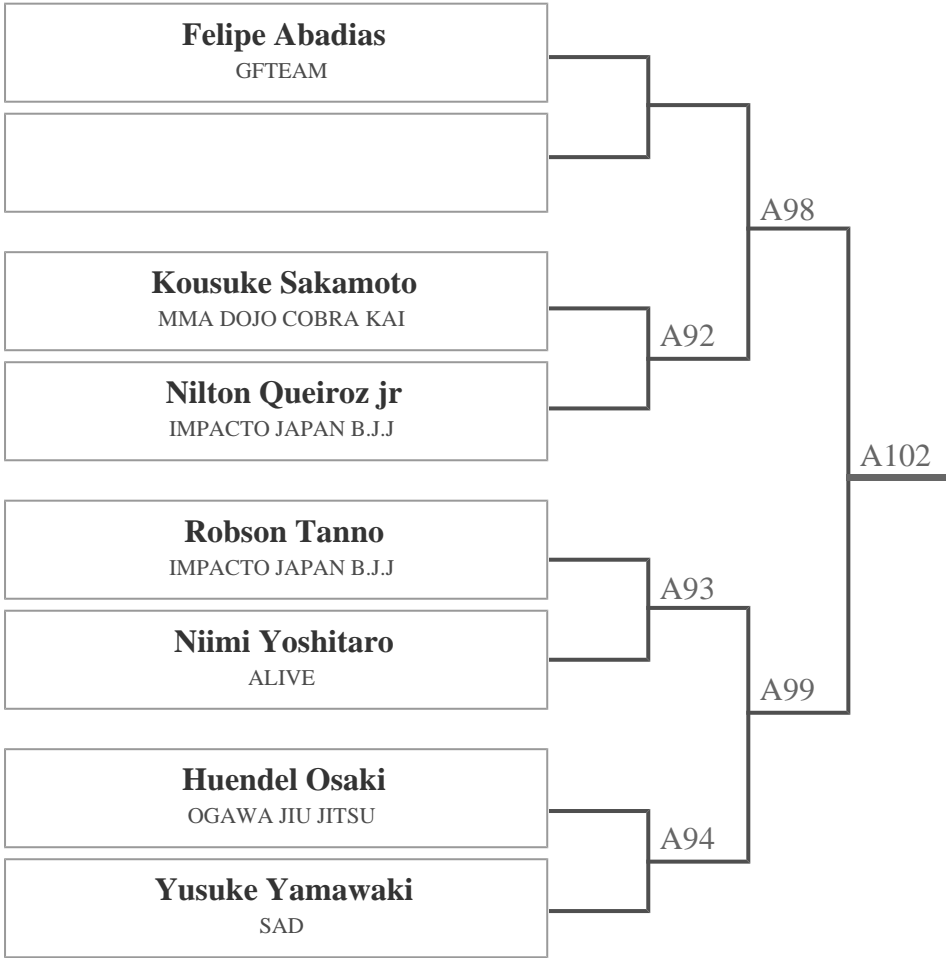 Felipe Abadias
GFTEAM
A98
Kousuke Sakamoto
MMA DOJO COBRA KAI
A92
Nilton Queiroz jr
IMPACTO JAPAN B.J.J
A102
Robson Tanno
IMPACTO JAPAN B.J.J
A93
Niimi Yoshitaro
ALIVE
A99
Huendel Osaki
OGAWA JIU JITSU
A94
Yusuke Yamawaki
SAD